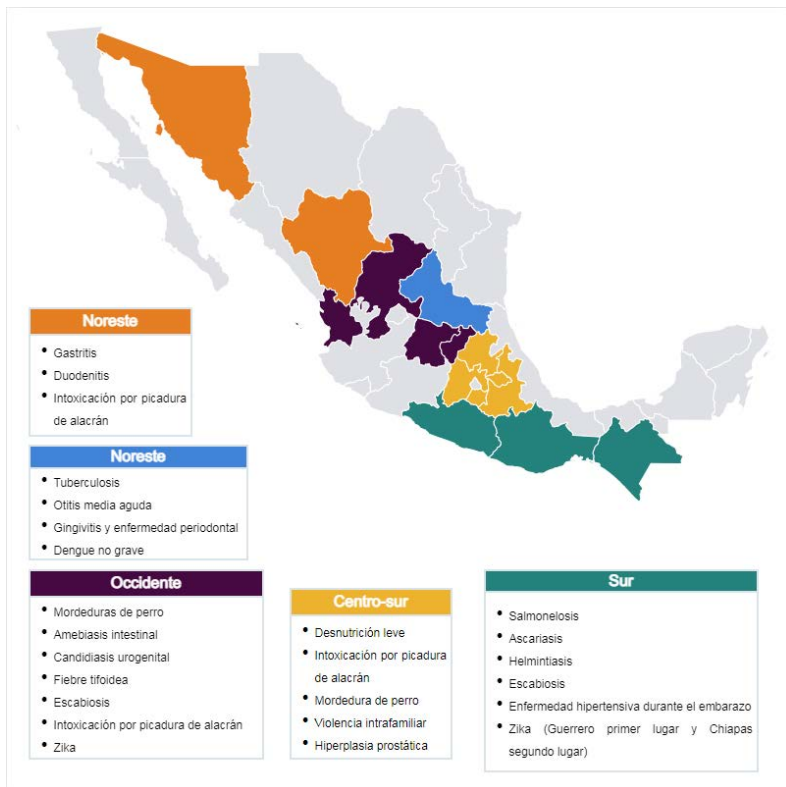 Noreste
Gastritis
Duodenitis
Intoxicación por picadura
de alacrán
Noreste
Tuberculosis
Otitis media aguda
Gingivitis y enfermedad periodontal
Dengue no grave
Occidente
Mordeduras de perro
Amebiasis intestinal
Candidiasis urogenital
Fiebre tifoidea
Escabiosis
Intoxicación por picadura de alacrán
Zika
Centro-sur
Desnutrición leve
Intoxicación por picadura
de alacrán
Mordedura de perro
Violencia intrafamiliar
Hiperplasia prostática
Sur
Salmonelosis
Ascariasis
Helmintiasis
Escabiosis
Enfermedad hipertensiva durante el embarazo
Zika (Guerrero primer lugar y Chiapas
segundo lugar)